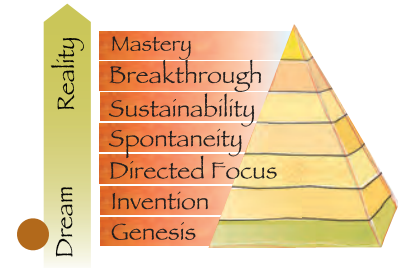 Reality
Dream
Mastery
Breakthrough
Sustainability
Spontaneity
Directed Focus
Invention
Genesis